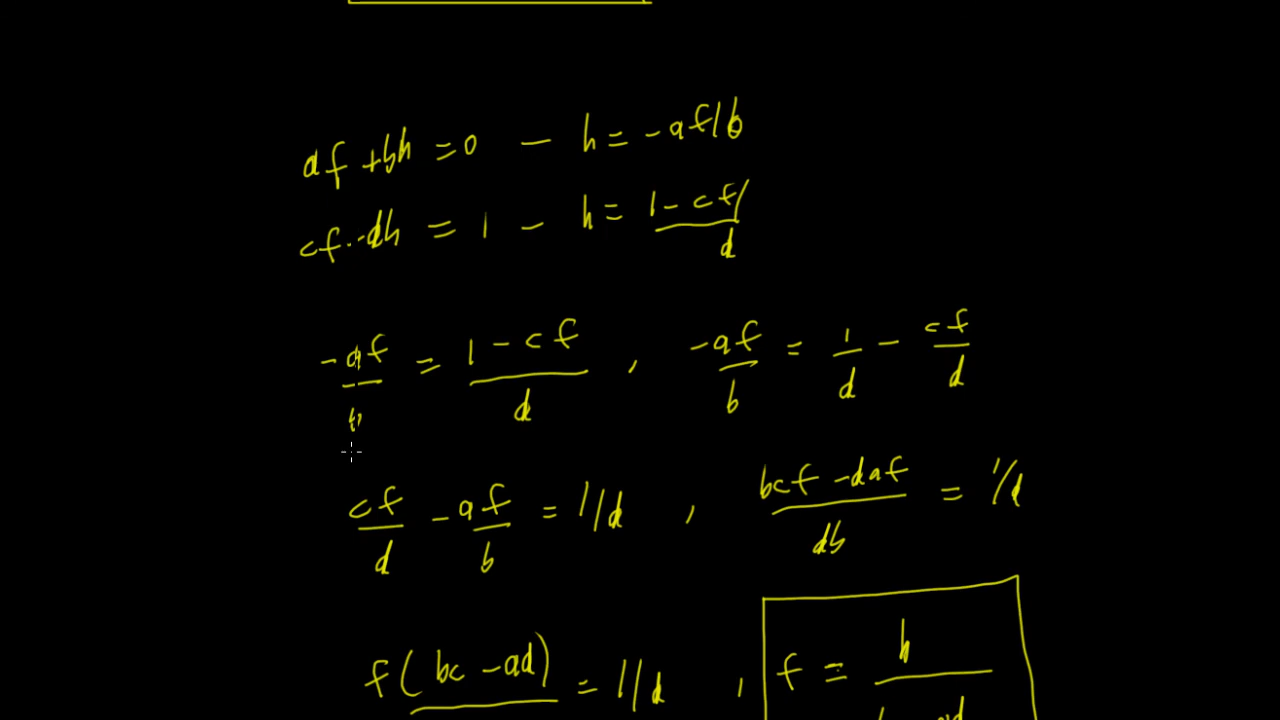 af + bh = 0 — h = -af/b
cf - dh = 1 — h = 1 - cf/d
-af/b = 1 - cf/d , -af/b = 1/d - cf/d
cf/d - af/b = 1/d , bcf - daf/db = 1/d
f(bc - ad) = 1/d , f =